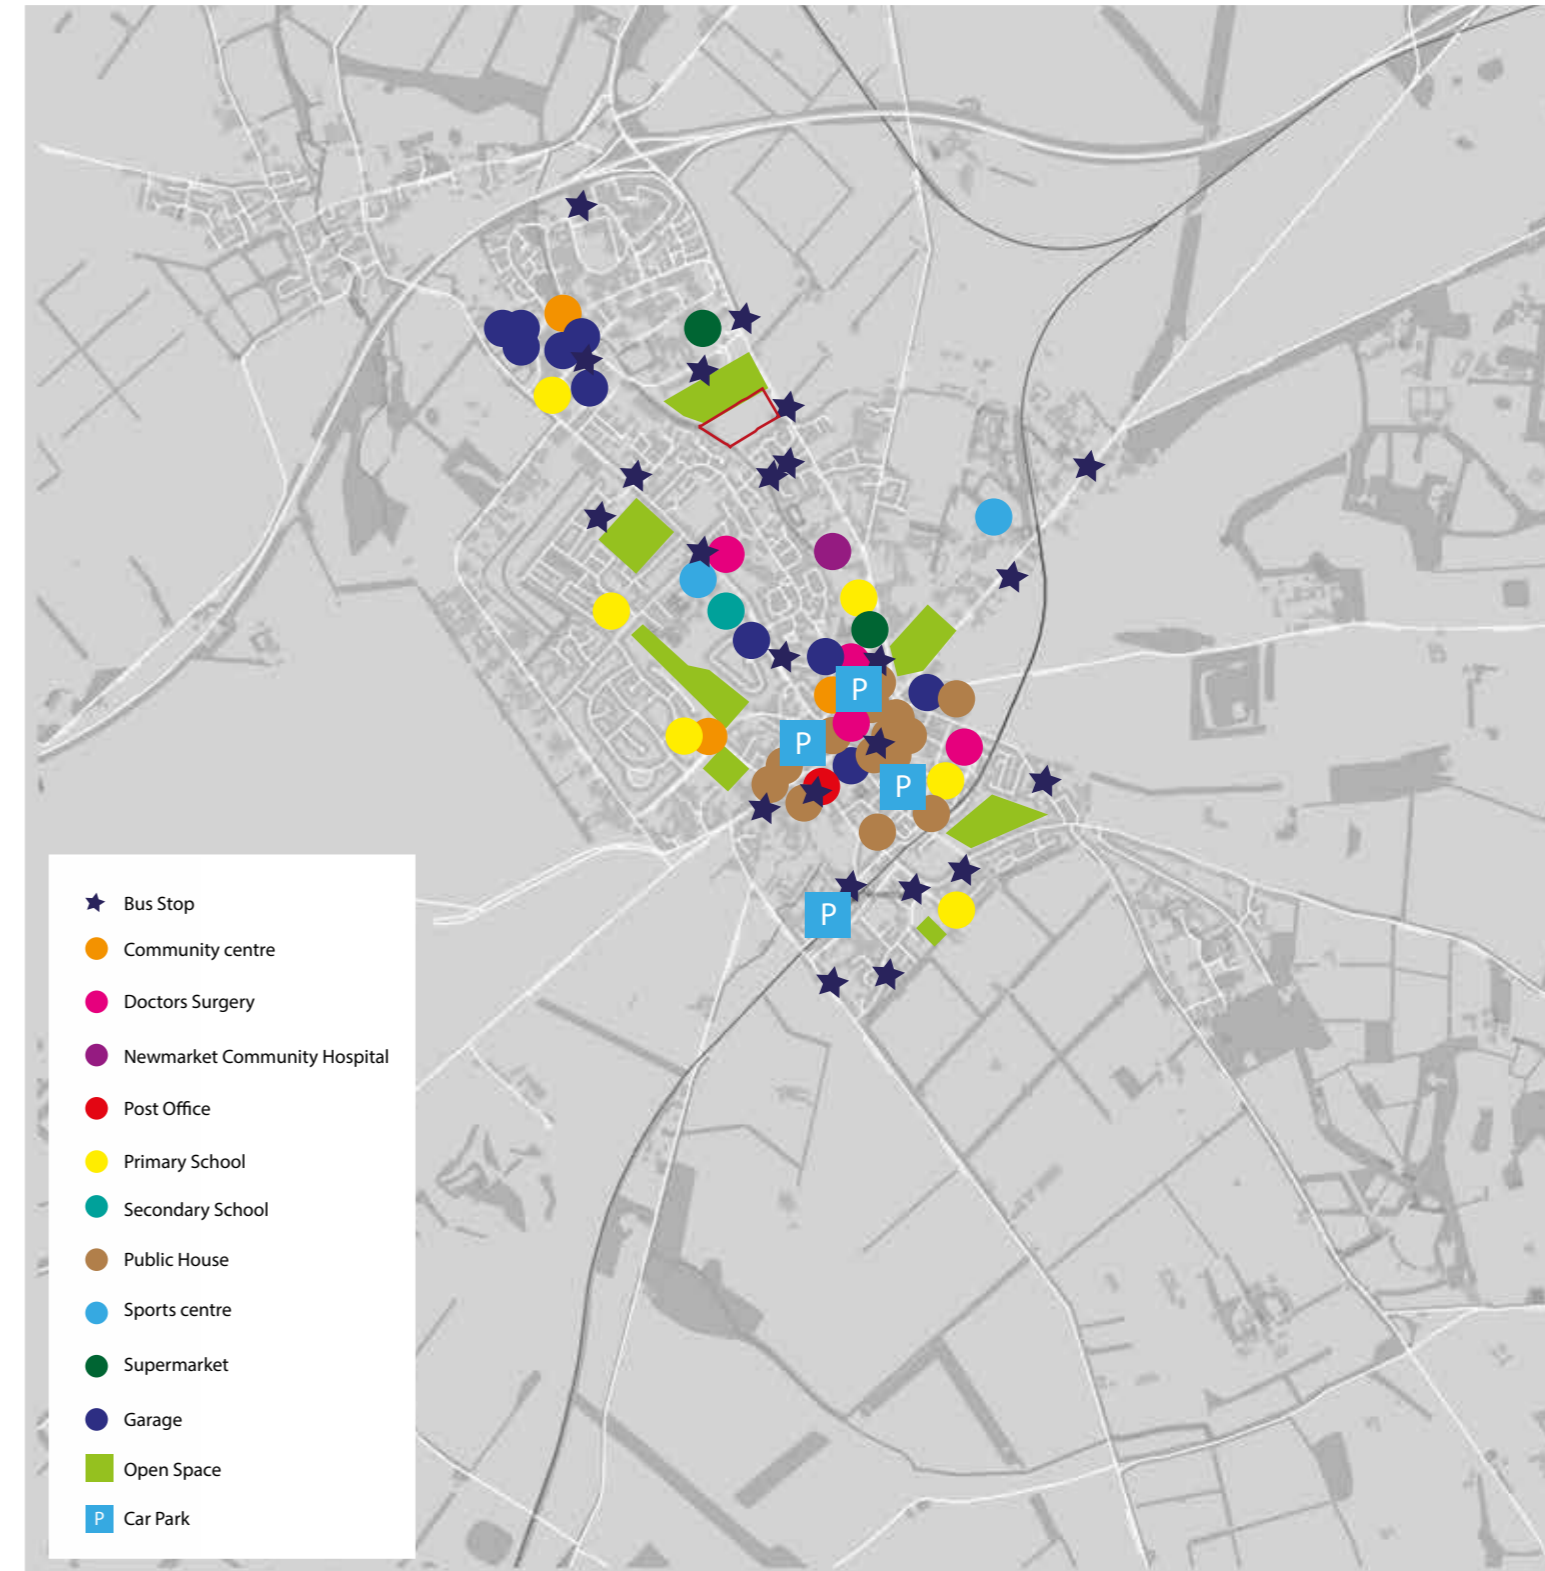 P
P
P
P
Bus Stop
Community centre
Doctors Surgery
Newmarket Community Hospital
Post Office
Primary School
Secondary School
Public House
Sports centre
Supermarket
Garage
Open Space
P Car Park